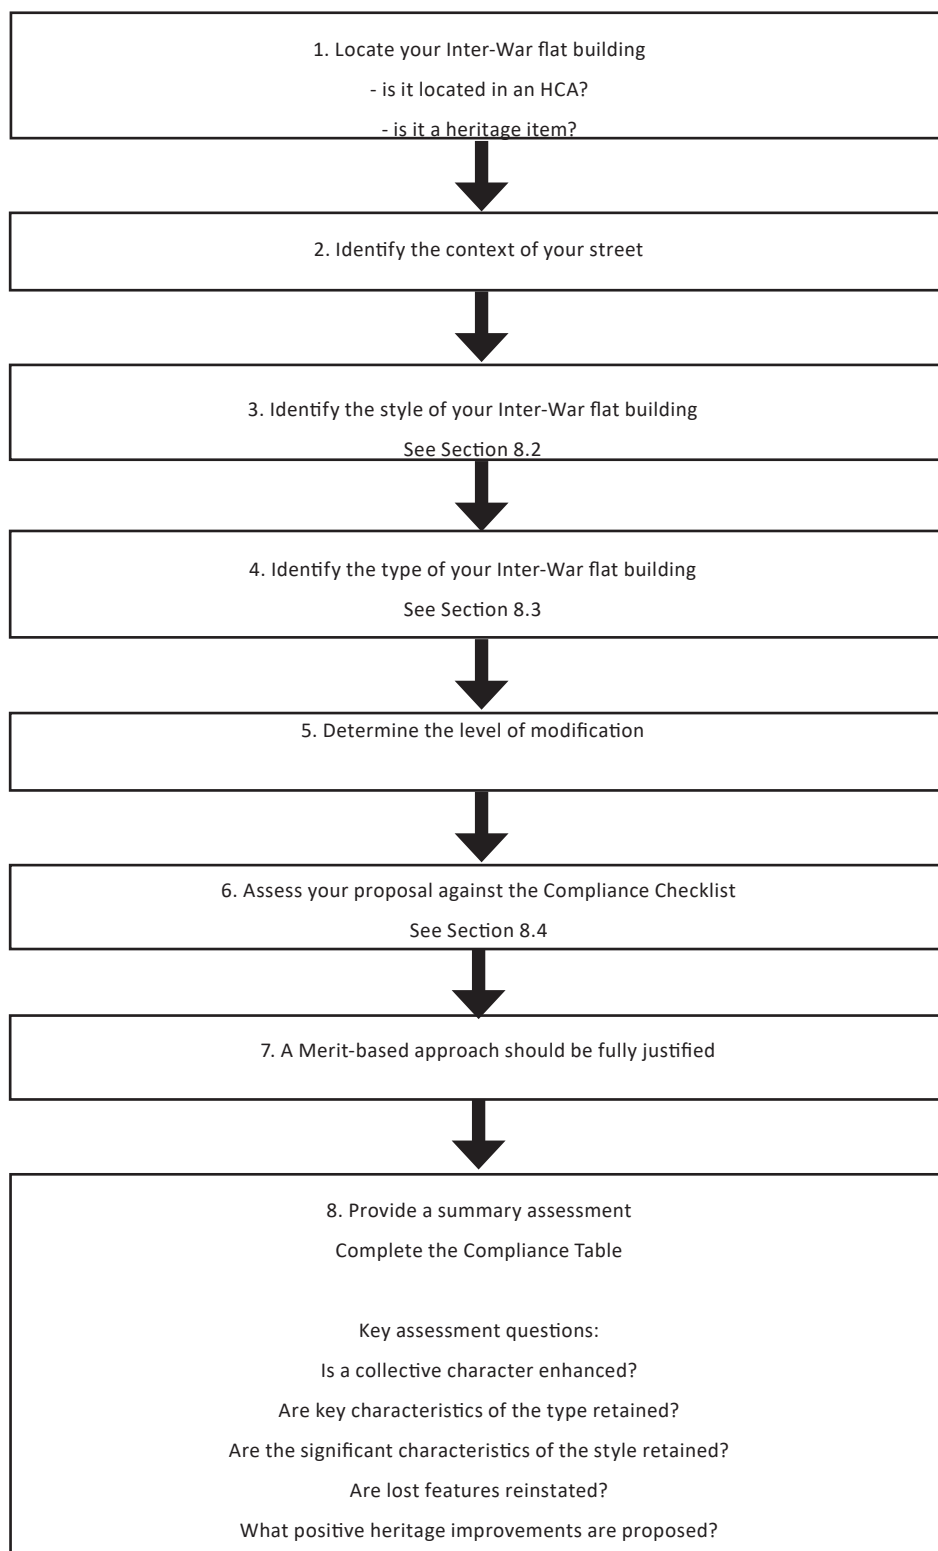 1. Locate your Inter-War flat building
- is it located in an HCA?
- is it a heritage item?
2. Identify the context of your street
3. Identify the style of your Inter-War flat building
See Section 8.2
4. Identify the type of your Inter-War flat building
See Section 8.3
5. Determine the level of modification
6. Assess your proposal against the Compliance Checklist
See Section 8.4
7. A Merit-based approach should be fully justified
8. Provide a summary assessment
Complete the Compliance Table
Key assessment questions:
Is a collective character enhanced?
Are key characteristics of the type retained?
Are the significant characteristics of the style retained?
Are lost features reinstated?
What positive heritage improvements are proposed?